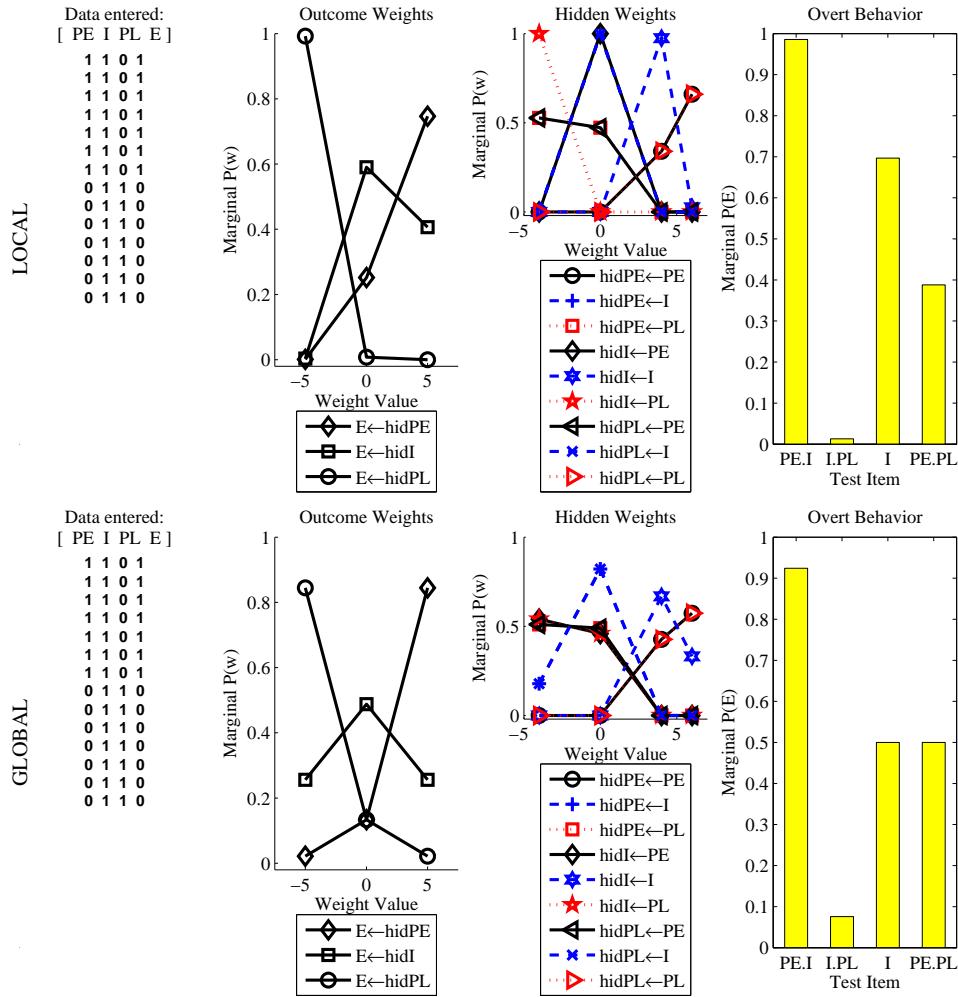 LOCAL
Data entered:
[ PE I PL E ]
1 1 0 1
1 1 0 1
1 1 0 1
1 1 0 1
1 1 0 1
1 1 0 1
1 1 0 1
0 1 1 0
0 1 1 0
0 1 1 0
0 1 1 0
0 1 1 0
0 1 1 0
0 1 1 0
Outcome Weights
Marginal P(w)
1
0.8
0.6
0.4
0.2
0
−5 0 5
Weight Value
E←hidPE
E←hidI
E←hidPL
Hidden Weights
Marginal P(w)
1
0.5
0
−5 0 5
Weight Value
hidPE←PE
hidPE←I
hidPE←PL
hidI←PE
hidI←I
hidI←PL
hidPL←PE
hidPL←I
hidPL←PL
Overt Behavior
Marginal P(E)
1
0.9
0.8
0.7
0.6
0.5
0.4
0.3
0.2
0.1
0
PE.I I.PL I PE.PL
Test Item
GLOBAL
Data entered:
[ PE I PL E ]
1 1 0 1
1 1 0 1
1 1 0 1
1 1 0 1
1 1 0 1
1 1 0 1
1 1 0 1
0 1 1 0
0 1 1 0
0 1 1 0
0 1 1 0
0 1 1 0
0 1 1 0
0 1 1 0
Outcome Weights
Marginal P(w)
1
0.8
0.6
0.4
0.2
0
−5 0 5
Weight Value
E←hidPE
E←hidI
E←hidPL
Hidden Weights
Marginal P(w)
1
0.5
0
−5 0 5
Weight Value
hidPE←PE
hidPE←I
hidPE←PL
hidI←PE
hidI←I
hidI←PL
hidPL←PE
hidPL←I
hidPL←PL
Overt Behavior
Marginal P(E)
1
0.9
0.8
0.7
0.6
0.5
0.4
0.3
0.2
0.1
0
PE.I I.PL I PE.PL
Test Item